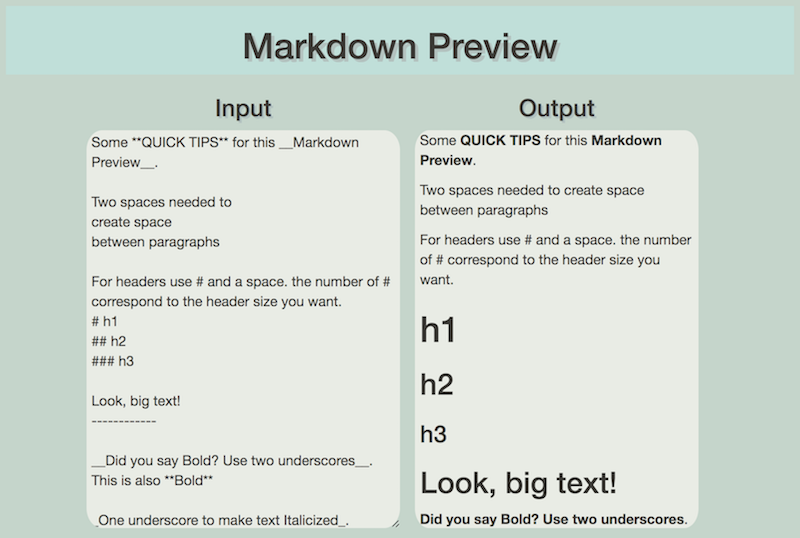 Markdown Preview
Input
Some **QUICK TIPS** for this __Markdown
Preview__.
Two spaces needed to
create space
between paragraphs
For headers use # and a space. the number of #
correspond to the header size you want.
# h1
## h2
### h3
Look, big text!
------------
__Did you say Bold? Use two underscores__.
This is also **Bold**
_One underscore to make text Italicized_.
Output
Some QUICK TIPS for this Markdown
Preview.
Two spaces needed to create space
between paragraphs
For headers use # and a space. the number
of # correspond to the header size you
want.
h1
h2
h3
Look, big text!
Did you say Bold? Use two underscores.